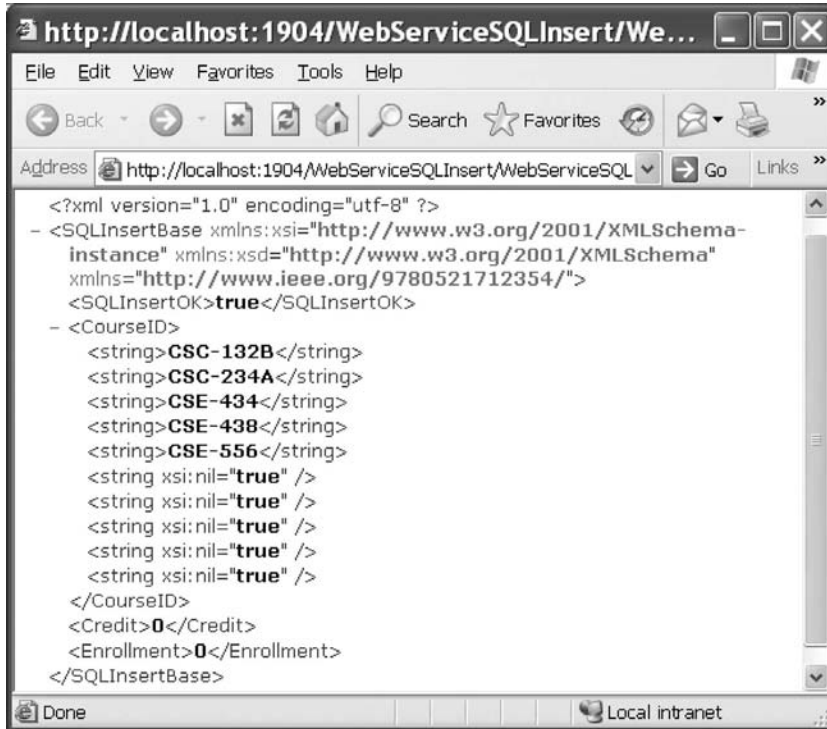 http://localhost:1904/WebServiceSQLInsert/We...
File Edit View Favorites Tools Help
Back Search Favorites »
Address http://localhost:1904/WebServiceSQLInsert/WebServiceSQL Go Links »
<?xml version="1.0" encoding="utf-8" ?>
– <SQLInsertBase xmlns:xsi="http://www.w3.org/2001/XMLSchema-
instance" xmlns:xsd="http://www.w3.org/2001/XMLSchema"
xmlns="http://www.ieee.org/9780521712354/">
<SQLInsertOK>true</SQLInsertOK>
– <CourseID>
<string>CSC-132B</string>
<string>CSC-234A</string>
<string>CSE-434</string>
<string>CSE-438</string>
<string>CSE-556</string>
<string xsi:nil="true" />
<string xsi:nil="true" />
<string xsi:nil="true" />
<string xsi:nil="true" />
<string xsi:nil="true" />
</CourseID>
<Credit>0</Credit>
<Enrollment>0</Enrollment>
</SQLInsertBase>
Done Local intranet